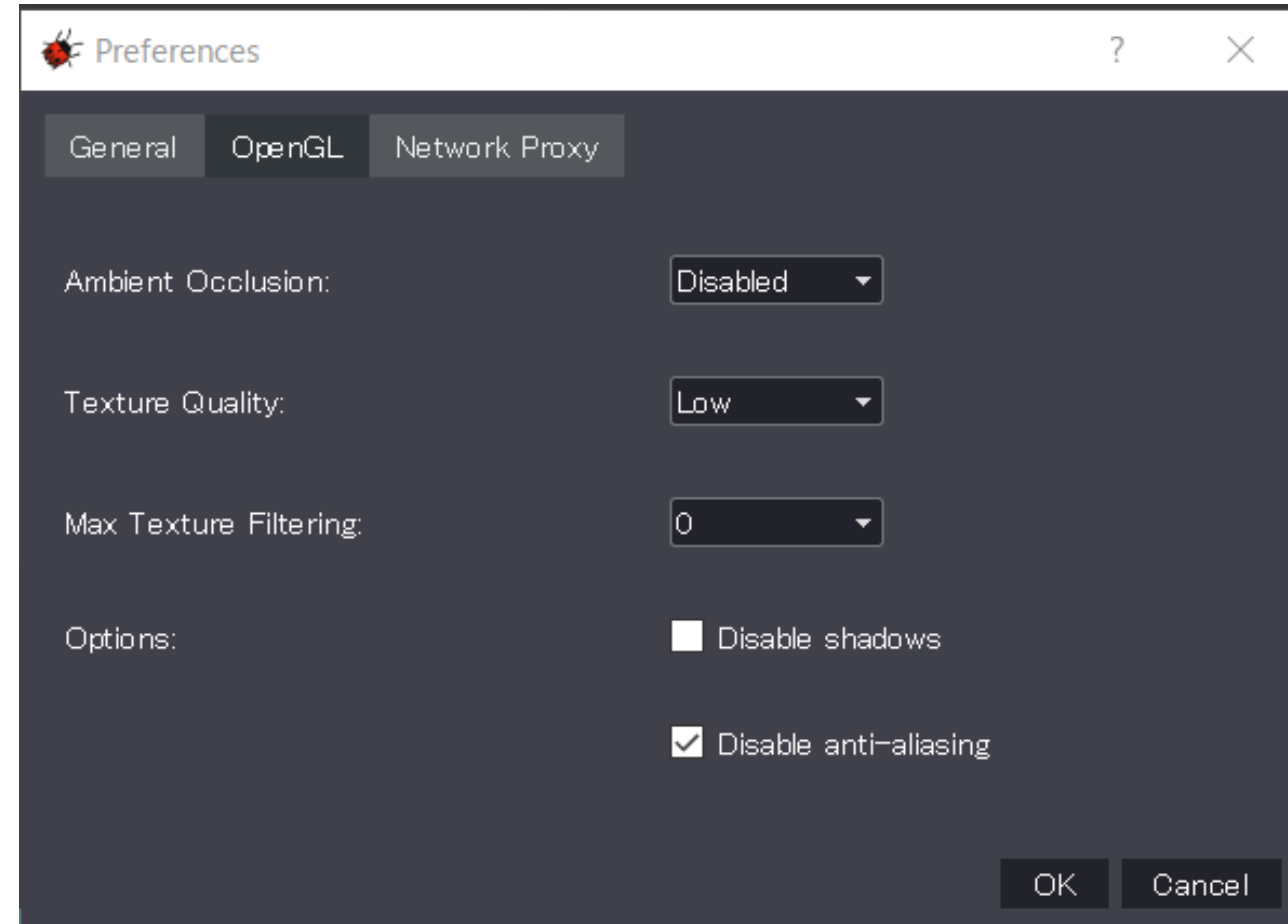 Preferences
General OpenGL Network Proxy
Ambient Occlusion: Disabled
Texture Quality: Low
Max Texture Filtering: 0
Options: Disable shadows
Disable anti-aliasing
OK Cancel